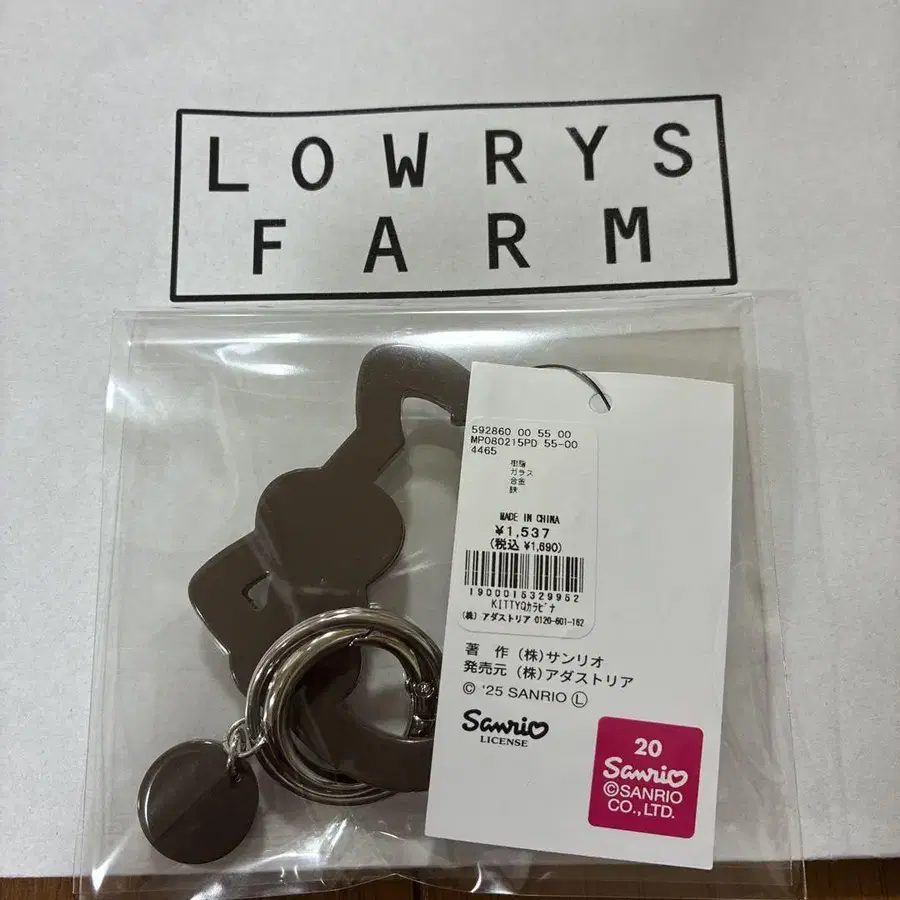 LOWRYS
FARM
592860 00 55 00
MP080215PD 55-00
4465
樹脂
ガラス
合金
鉄
MADE IN CHINA
¥1,537
(税込 ¥1,690)
1900015329952
KITTYQカラビナ
(株) アダストリア 0120-601-162
著 作 (株)サンリオ
発売元 (株)アダストリア
© '25 SANRIO Ⓛ
Sanrio
LICENSE
20
Sanrio
©SANRIO
CO.,LTD.